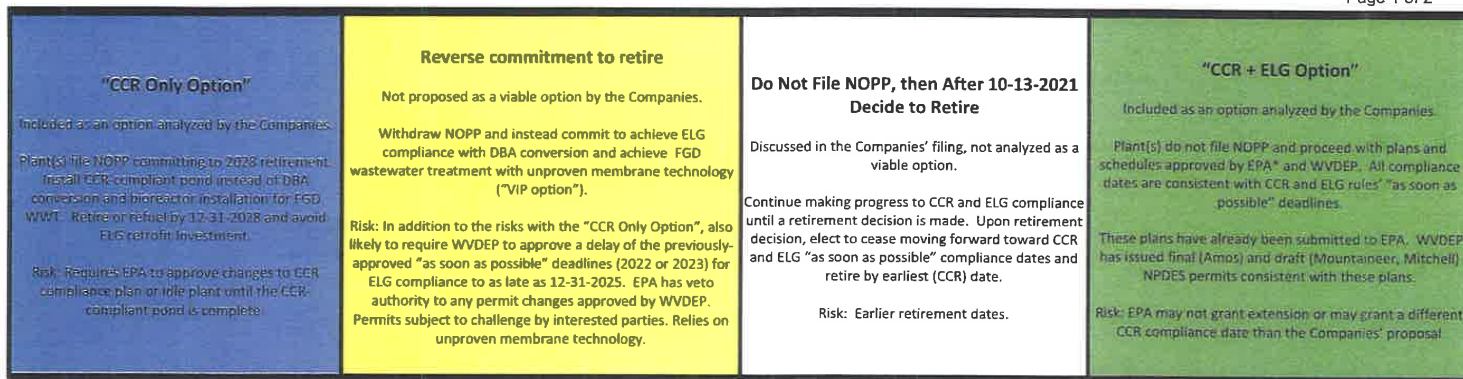 Page 1 of 2
"CCR Only Option"
Included as an option analyzed by the Companies.
Plant(s) file NOPP committing to 2028 retirement.
Install CCR-compliant pond instead of DBA
conversion and bioreactor installation for FGD
WWT. Retire or refuel by 12-31-2028 and avoid
ELG retrofit investment.
Risk: Requires EPA to approve changes to CCR
compliance plan or idle plant until the CCR-
compliant pond is complete.
Reverse commitment to retire
Not proposed as a viable option by the Companies.
Withdraw NOPP and instead commit to achieve ELG
compliance with DBA conversion and achieve FGD
wastewater treatment with unproven membrane technology
("VIP option").
Risk: In addition to the risks with the "CCR Only Option", also
likely to require WVDEP to approve a delay of the previously-
approved "as soon as possible" deadlines (2022 or 2023) for
ELG compliance to as late as 12-31-2025. EPA has veto
authority to any permit changes approved by WVDEP.
Permits subject to challenge by interested parties. Relies on
unproven membrane technology.
Do Not File NOPP, then After 10-13-2021
Decide to Retire
Discussed in the Companies' filing, not analyzed as a
viable option.
Continue making progress to CCR and ELG compliance
until a retirement decision is made. Upon retirement
decision, elect to cease moving forward toward CCR
and ELG "as soon as possible" compliance dates and
retire by earliest (CCR) date.
Risk: Earlier retirement dates.
"CCR + ELG Option"
Included as an option analyzed by the Companies.
Plant(s) do not file NOPP and proceed with plans and
schedules approved by EPA* and WVDEP. All compliance
dates are consistent with CCR and ELG rules' "as soon as
possible" deadlines.
These plans have already been submitted to EPA. WVDEP
has issued final (Amos) and draft (Mountaineer, Mitchell)
NPDES permits consistent with these plans.
Risk: EPA may not grant extension or may grant a different
CCR compliance date than the Companies' proposal